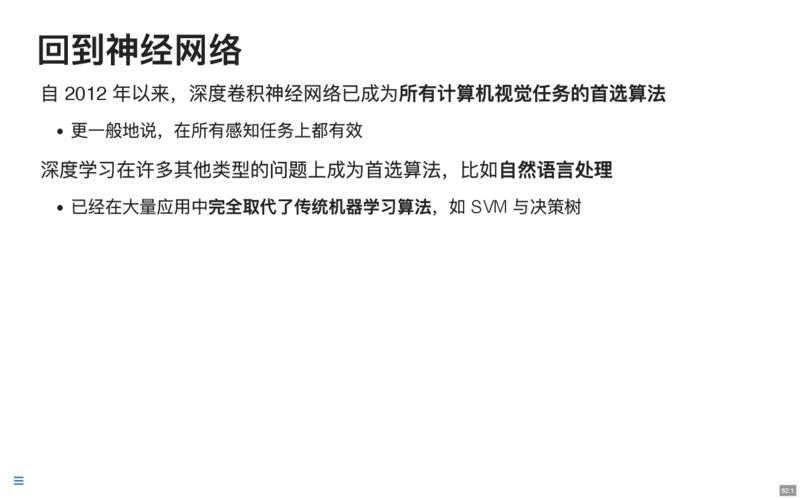 回到神经网络
自 2012 年以来，深度卷积神经网络已成为所有计算机视觉任务的首选算法
• 更一般地说，在所有感知任务上都有效
深度学习在许多其他类型的问题上成为首选算法，比如自然语言处理
• 已经在大量应用中完全取代了传统机器学习算法，如 SVM 与决策树
52.1